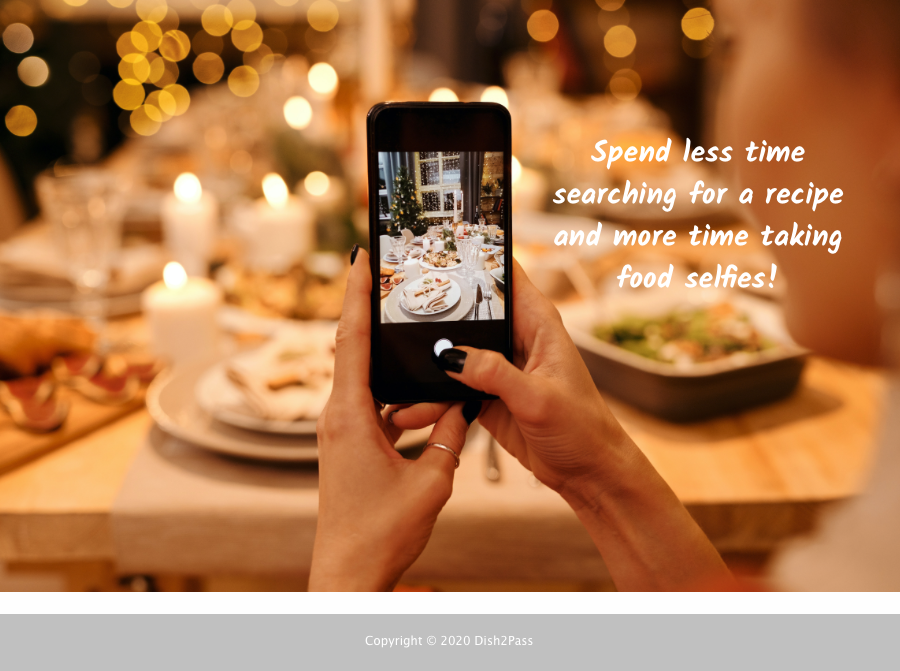 Spend less time
searching for a recipe
and more time taking
food selfies!
Copyright © 2020 Dish2Pass